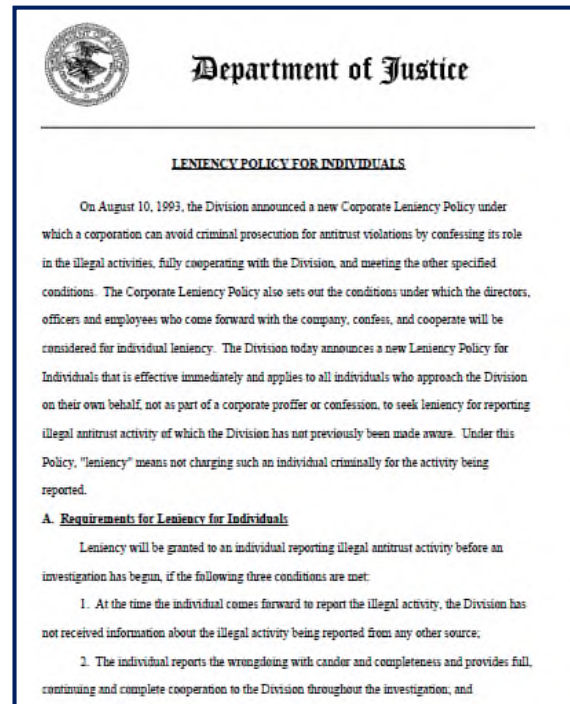 Department of Justice
LENIENCY POLICY FOR INDIVIDUALS
On August 10, 1993, the Division announced a new Corporate Leniency Policy under
which a corporation can avoid criminal prosecution for antitrust violations by confessing its role
in the illegal activities, fully cooperating with the Division, and meeting the other specified
conditions. The Corporate Leniency Policy also sets out the conditions under which the directors,
officers and employees who come forward with the company, confess, and cooperate will be
considered for individual leniency. The Division today announces a new Leniency Policy for
Individuals that is effective immediately and applies to all individuals who approach the Division
on their own behalf, not as part of a corporate proffer or confession, to seek leniency for reporting
illegal antitrust activity of which the Division has not previously been made aware. Under this
Policy, "leniency" means not charging such an individual criminally for the activity being
reported.
A. Requirements for Leniency for Individuals
Leniency will be granted to an individual reporting illegal antitrust activity before an
investigation has begun, if the following three conditions are met:
1. At the time the individual comes forward to report the illegal activity, the Division has
not received information about the illegal activity being reported from any other source;
2. The individual reports the wrongdoing with candor and completeness and provides full,
continuing and complete cooperation to the Division throughout the investigation; and